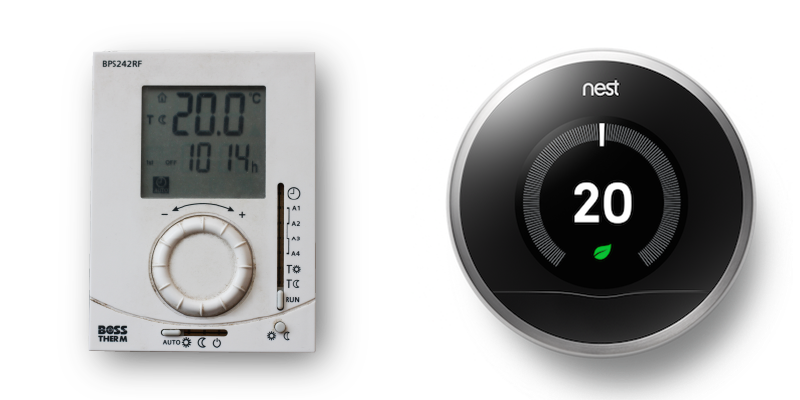 BPS242RF
20.0°C
T
OFF 10 14h
− +
A1
A2
A3
A4
T
T
RUN
BOSS
THERM
AUTO
nest
20